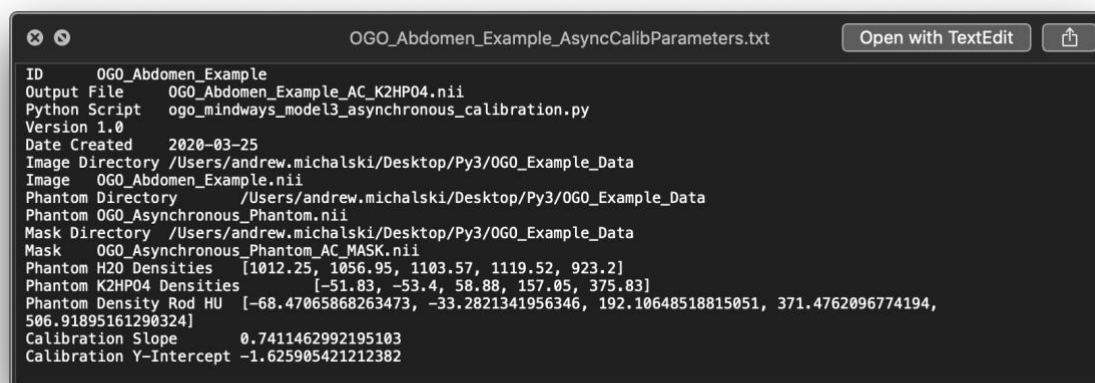 OGO_Abdomen_Example_AsyncCalibParameters.txt
Open with TextEdit
ID OGO_Abdomen_Example
Output File OGO_Abdomen_Example_AC_K2HPO4.nii
Python Script ogo_mindways_model3_asynchronous_calibration.py
Version 1.0
Date Created 2020-03-25
Image Directory /Users/andrew.michalski/Desktop/Py3/OGO_Example_Data
Image OGO_Abdomen_Example.nii
Phantom Directory /Users/andrew.michalski/Desktop/Py3/OGO_Example_Data
Phantom OGO_Asynchronous_Phantom.nii
Mask Directory /Users/andrew.michalski/Desktop/Py3/OGO_Example_Data
Mask OGO_Asynchronous_Phantom_AC_MASK.nii
Phantom H2O Densities [1012.25, 1056.95, 1103.57, 1119.52, 923.2]
Phantom K2HPO4 Densities [-51.83, -53.4, 58.88, 157.05, 375.83]
Phantom Density Rod HU [-68.47065868263473, -33.2821341956346, 192.10648518815051, 371.4762096774194,
506.91895161290324]
Calibration Slope 0.7411462992195103
Calibration Y-Intercept -1.625905421212382